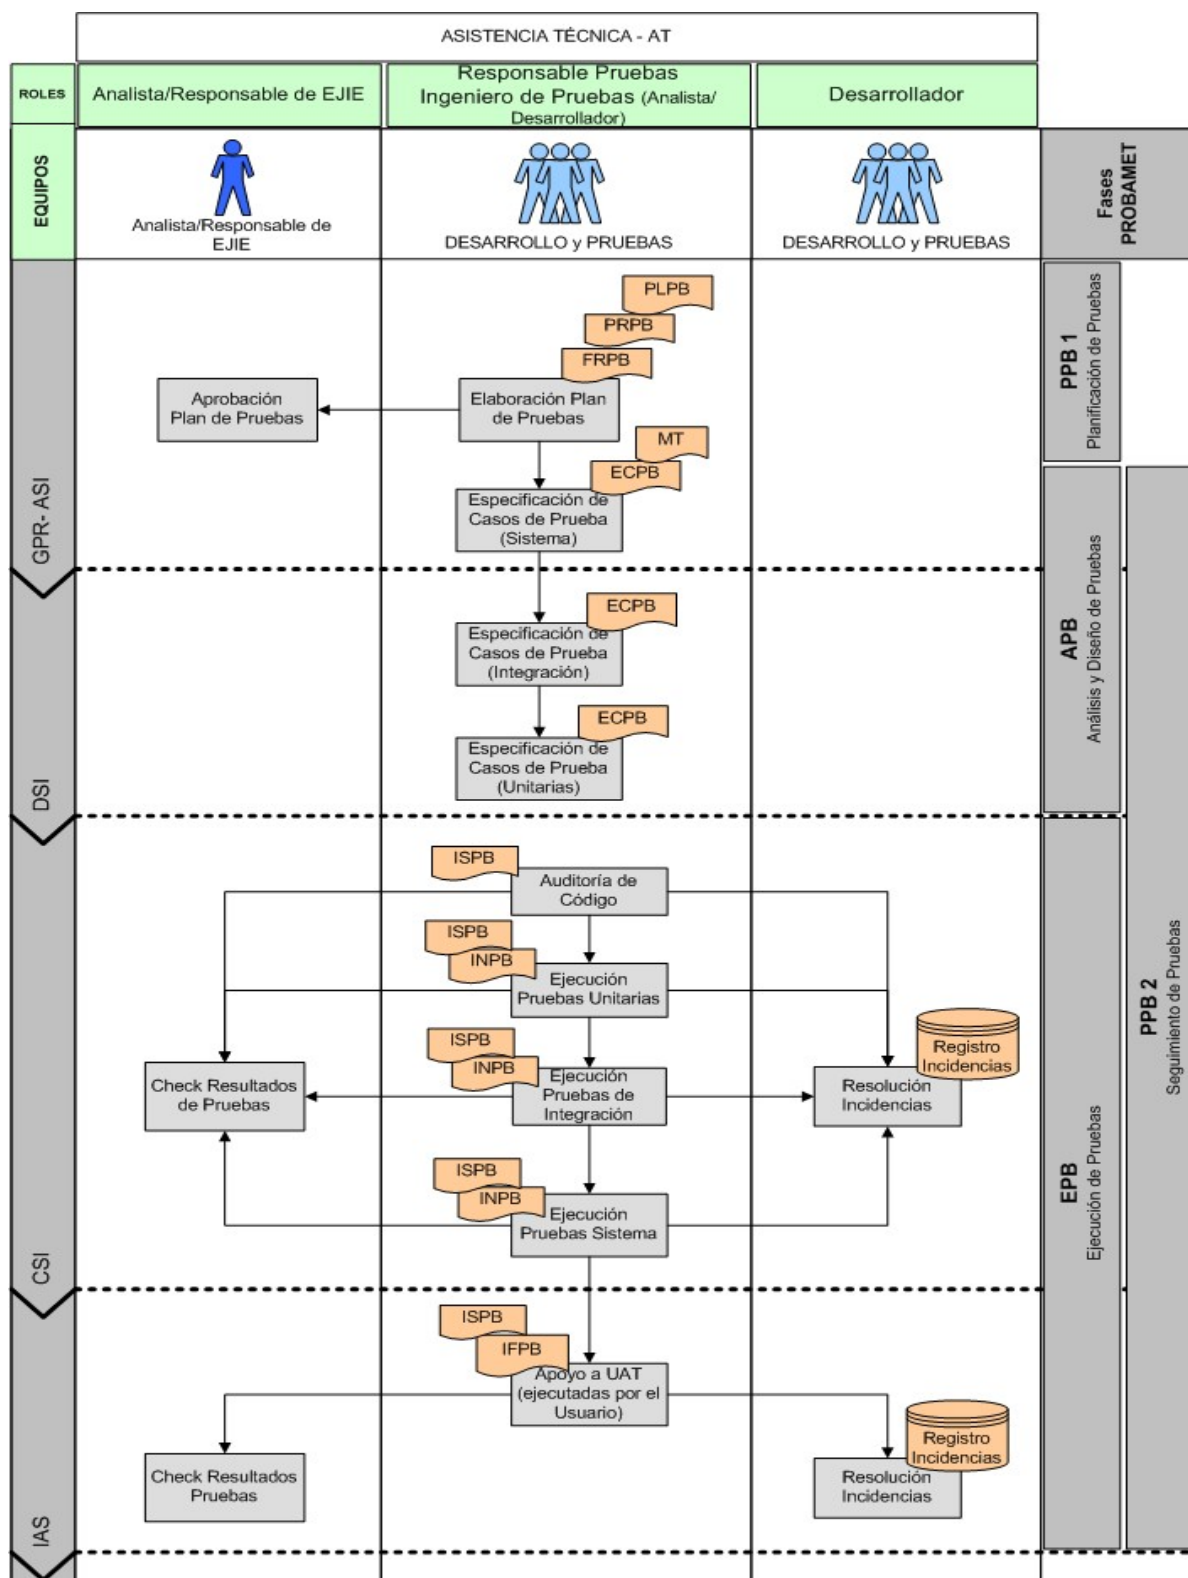 ASISTENCIA TÉCNICA - AT
ROLES
Analista/Responsable de EJIE
Responsable Pruebas
Ingeniero de Pruebas (Analista/
Desarrollador)
Desarrollador
EQUIPOS
Analista/Responsable de
EJIE
DESARROLLO y PRUEBAS
DESARROLLO y PRUEBAS
Fases
PROBAMET
GPR- ASI
PLPB
PRPB
FRPB
Aprobación
Plan de Pruebas
Elaboración Plan
de Pruebas
MT
ECPB
Especificación de
Casos de Prueba
(Sistema)
PPB 1
Planificación de Pruebas
DSI
ECPB
Especificación de
Casos de Prueba
(Integración)
ECPB
Especificación de
Casos de Prueba
(Unitarias)
APB
Análisis y Diseño de Pruebas
CSI
ISPB
Auditoría de
Código
ISPB
INPB
Ejecución
Pruebas Unitarias
ISPB
INPB
Ejecución
Pruebas de
Integración
Check Resultados
de Pruebas
Registro
Incidencias
Resolución
Incidencias
ISPB
INPB
Ejecución
Pruebas Sistema
EPB
Ejecución de Pruebas
PPB 2
Seguimiento de Pruebas
IAS
ISPB
IFPB
Apoyo a UAT
(ejecutadas por el
Usuario)
Check Resultados
Pruebas
Registro
Incidencias
Resolución
Incidencias